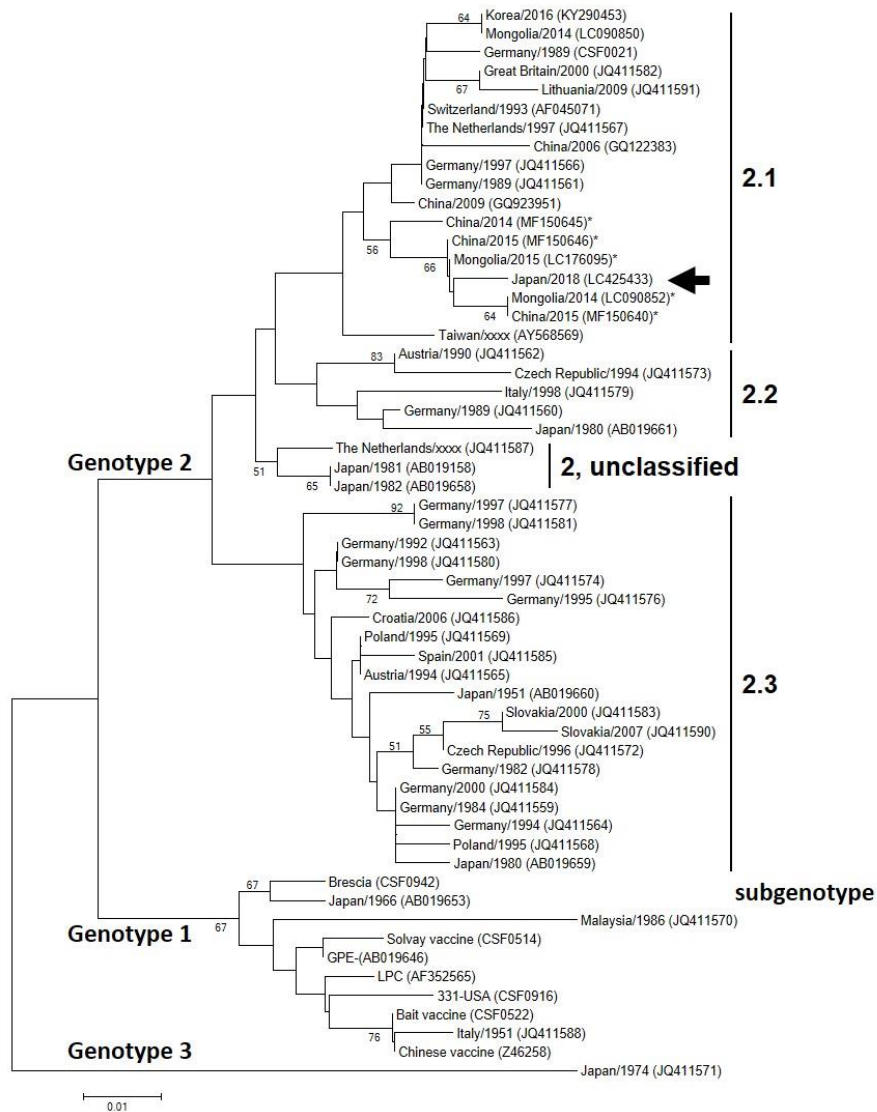 64
Korea/2016 (KY290453)
Mongolia/2014 (LC090850)
Germany/1989 (CSF0021)
Great Britain/2000 (JQ411582)
67
Lithuania/2009 (JQ411591)
Switzerland/1993 (AF045071)
The Netherlands/1997 (JQ411567)
China/2006 (GQ122383)
Germany/1997 (JQ411566)
2.1
Germany/1989 (JQ411561)
China/2009 (GQ923951)
China/2014 (MF150645)*
56
China/2015 (MF150646)*
66
Mongolia/2015 (LC176095)*
Japan/2018 (LC425433)
Mongolia/2014 (LC090852)*
64
China/2015 (MF150640)*
Taiwan/xxxx (AY568569)
83
Austria/1990 (JQ411562)
Czech Republic/1994 (JQ411573)
Italy/1998 (JQ411579)
2.2
Germany/1989 (JQ411560)
Japan/1980 (AB019661)
The Netherlands/xxxx (JQ411587)
Genotype 2
51
Japan/1981 (AB019158)
2, unclassified
65
Japan/1982 (AB019658)
92
Germany/1997 (JQ411577)
Germany/1998 (JQ411581)
Germany/1992 (JQ411563)
Germany/1998 (JQ411580)
Germany/1997 (JQ411574)
72
Germany/1995 (JQ411576)
Croatia/2006 (JQ411586)
Poland/1995 (JQ411569)
Spain/2001 (JQ411585)
Austria/1994 (JQ411565)
2.3
Japan/1951 (AB019660)
75
Slovakia/2000 (JQ411583)
55
Slovakia/2007 (JQ411590)
51
Czech Republic/1996 (JQ411572)
Germany/1982 (JQ411578)
Germany/2000 (JQ411584)
Germany/1984 (JQ411559)
Germany/1994 (JQ411564)
Poland/1995 (JQ411568)
Japan/1980 (AB019659)
67
Brescia (CSF0942)
subgenotype
Japan/1966 (AB019653)
67
Malaysia/1986 (JQ411570)
Genotype 1
Solvay vaccine (CSF0514)
GPE-(AB019646)
LPC (AF352565)
331-USA (CSF0916)
Bait vaccine (CSF0522)
76
Italy/1951 (JQ411588)
Genotype 3
Chinese vaccine (Z46258)
Japan/1974 (JQ411571)
0.01